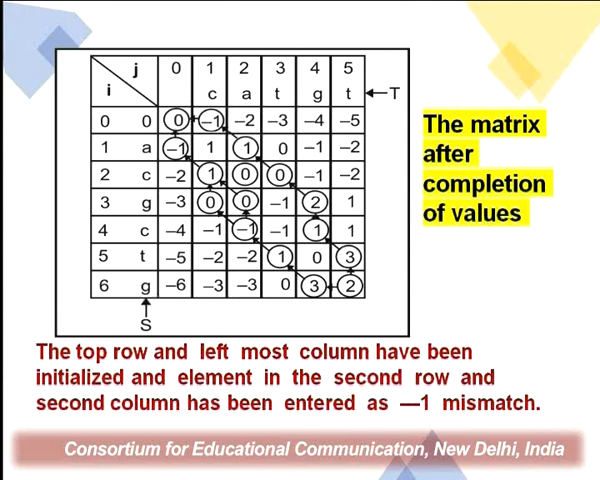 j 0 1 2 3 4 5
i c a t g t ←T
0 0 0 –1 –2 –3 –4 –5
1 a –1 1 1 0 –1 –2
2 c –2 1 0 0 –1 –2
3 g –3 0 0 –1 2 1
4 c –4 –1 –1 –1 1 1
5 t –5 –2 –2 1 0 3
6 g –6 –3 –3 0 3 2
S
The matrix
after
completion
of values
The top row and left most column have been
initialized and element in the second row and
second column has been entered as —1 mismatch.
Consortium for Educational Communication, New Delhi, India